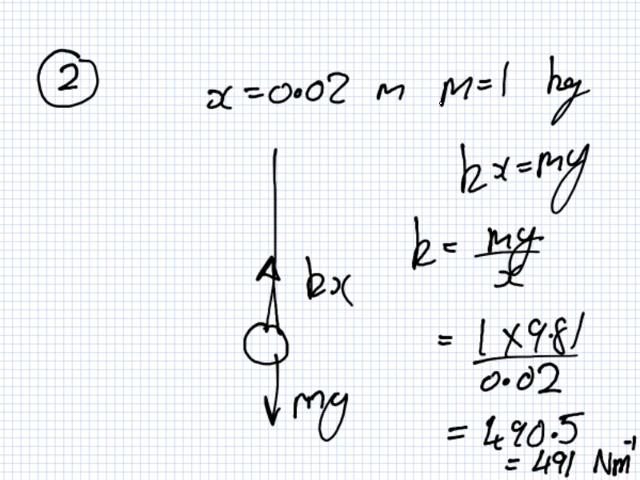 2
x = 0.02 m M = 1 kg
kx = mg
k = mg/x
kx
= 1 × 9.81/0.02
mg
= 490.5
= 491 Nm⁻¹